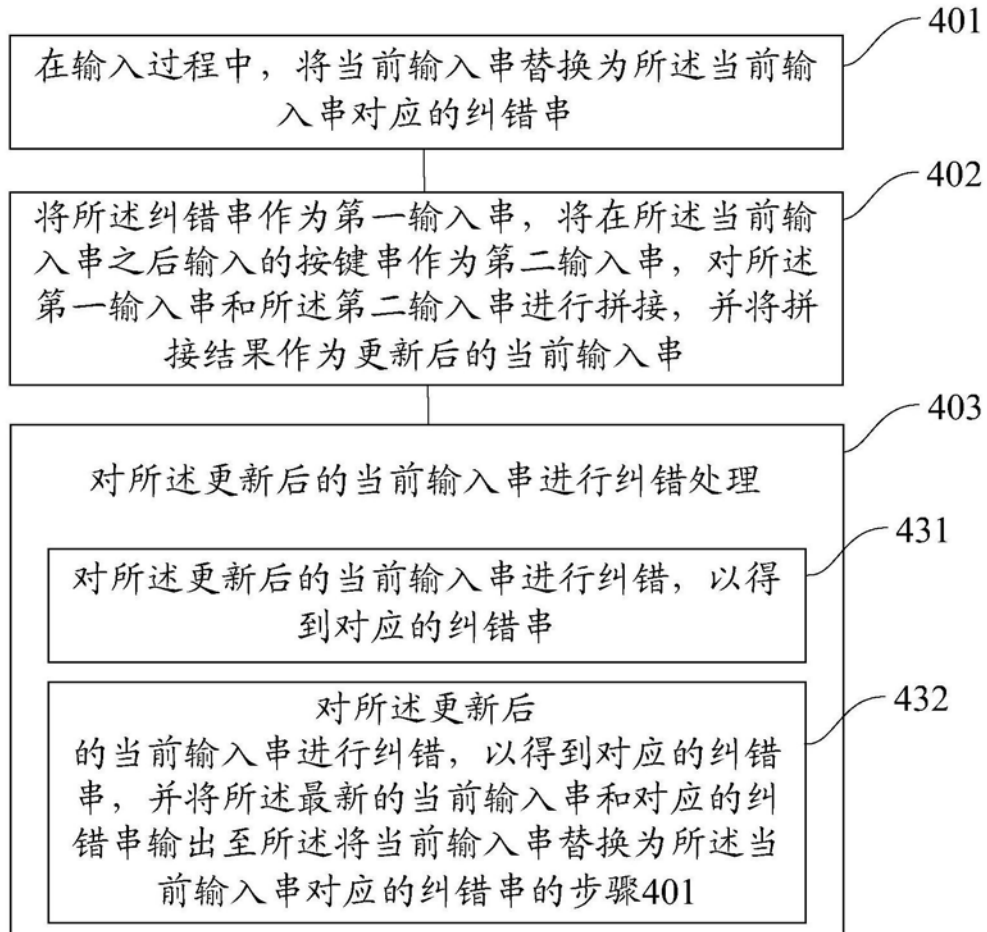 401
在输入过程中，将当前输入串替换为所述当前输
入串对应的纠错串
402
将所述纠错串作为第一输入串，将在所述当前输
入串之后输入的按键串作为第二输入串，对所述
第一输入串和所述第二输入串进行拼接，并将拼
接结果作为更新后的当前输入串
403
对所述更新后的当前输入串进行纠错处理
431
对所述更新后的当前输入串进行纠错，以得
到对应的纠错串
432
对所述更新后
的当前输入串进行纠错，以得到对应的纠错
串，并将所述最新的当前输入串和对应的纠
错串输出至所述将当前输入串替换为所述当
前输入串对应的纠错串的步骤401